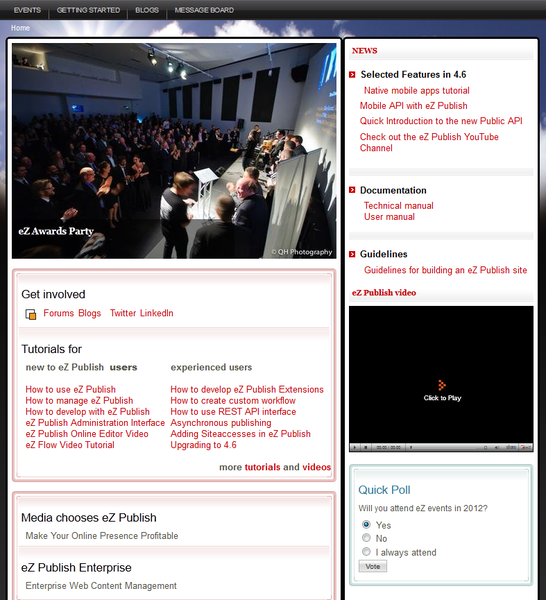 EVENTS GETTING STARTED BLOGS MESSAGE BOARD
Home
eZ Awards Party
© QH Photography
Get involved
Forums Blogs Twitter LinkedIn
Tutorials for
new to eZ Publish users
How to use eZ Publish
How to manage eZ Publish
How to develop with eZ Publish
eZ Publish Administration Interface
eZ Publish Online Editor Video
eZ Flow Video Tutorial
experienced users
How to develop eZ Publish Extensions
How to create custom workflow
How to use REST API interface
Asynchronous publishing
Adding Siteaccesses in eZ Publish
Upgrading to 4.6
more tutorials and videos
Media chooses eZ Publish
Make Your Online Presence Profitable
eZ Publish Enterprise
Enterprise Web Content Management
NEWS
Selected Features in 4.6
Native mobile apps tutorial
Mobile API with eZ Publish
Quick Introduction to the new Public API
Check out the eZ Publish YouTube
Channel
Documentation
Technical manual
User manual
Guidelines
Guidelines for building an eZ Publish site
eZ Publish video
Click to Play
Quick Poll
Will you attend eZ events in 2012?
Yes
No
I always attend
Vote